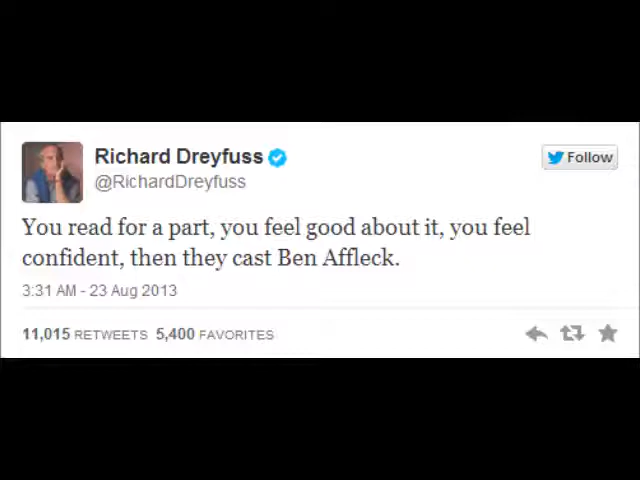 Richard Dreyfuss
Follow
@RichardDreyfuss
You read for a part, you feel good about it, you feel
confident, then they cast Ben Affleck.
3:31 AM - 23 Aug 2013
11,015 RETWEETS 5,400 FAVORITES